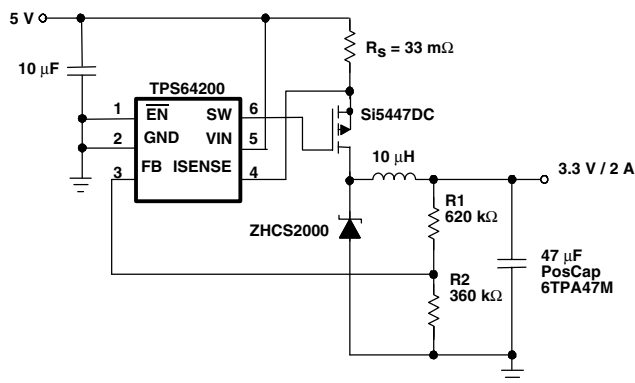 5 V
10 μF
TPS64200
1 EN SW 6
2 GND VIN 5
3 FB ISENSE 4
Rs = 33 mΩ
Si5447DC
10 μH
3.3 V / 2 A
ZHCS2000
R1
620 kΩ
R2
360 kΩ
47 μF
PosCap
6TPA47M